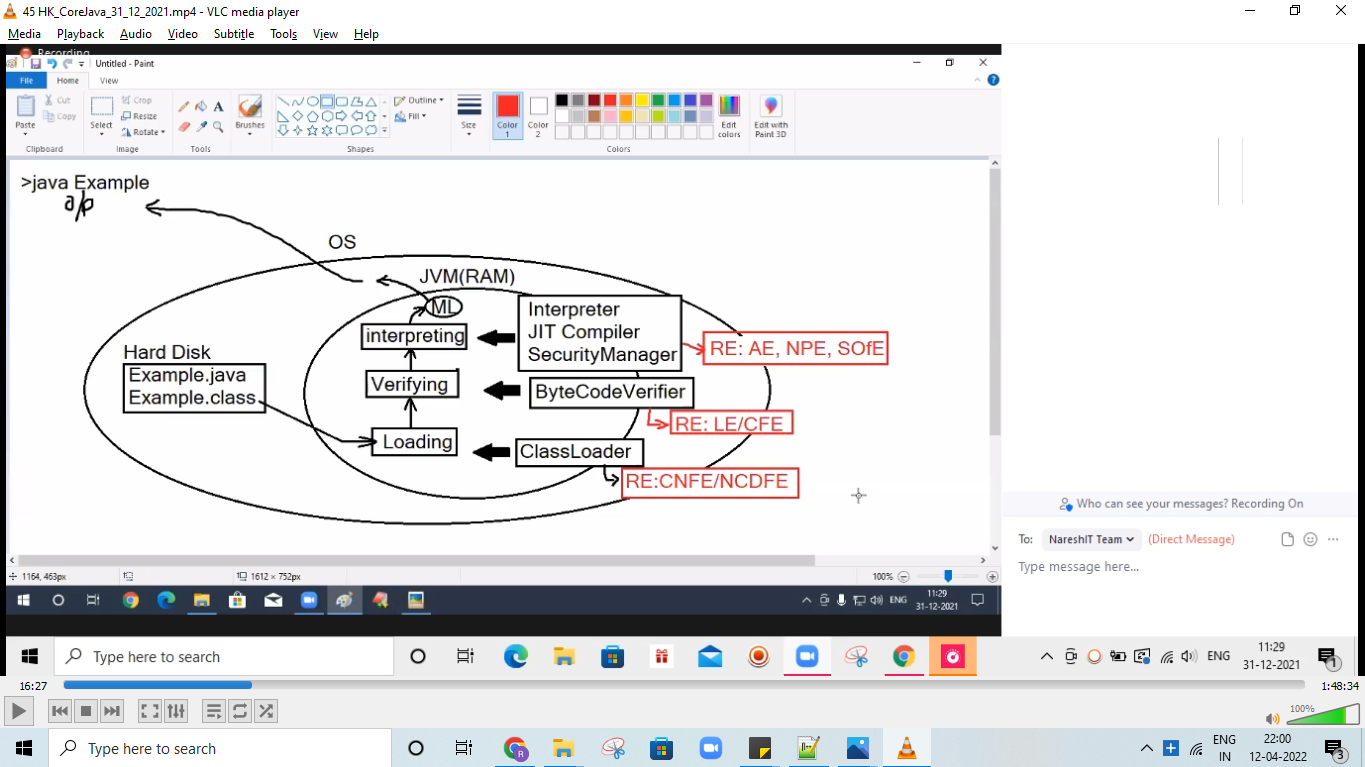 45 HK_CoreJava_31_12_2021.mp4 - VLC media player
Media Playback Audio Video Subtitle Tools View Help
Recording
Untitled - Paint
File Home View
Paste
Cut
Copy
Clipboard
Select
Crop
Resize
Rotate
Image
Tools
Brushes
Outline
Fill
Shapes
Size
Color 1
Color 2
Edit colors
Colors
Edit with Paint 3D
>java Example
o/p
OS
JVM(RAM)
ML
Interpreter
JIT Compiler
SecurityManager
interpreting
RE: AE, NPE, SOfE
Hard Disk
Example.java
Example.class
Verifying
ByteCodeVerifier
RE: LE/CFE
Loading
ClassLoader
RE:CNFE/NCDFE
1164, 463px
1612 × 752px
100%
ENG
11:29
31-12-2021
Who can see your messages? Recording On
To: NareshIT Team (Direct Message)
Type message here...
Type here to search
ENG
11:29
31-12-2021
1
16:27
1:48:34
100%
Type here to search
R
ENG
IN
22:00
12-04-2022
3